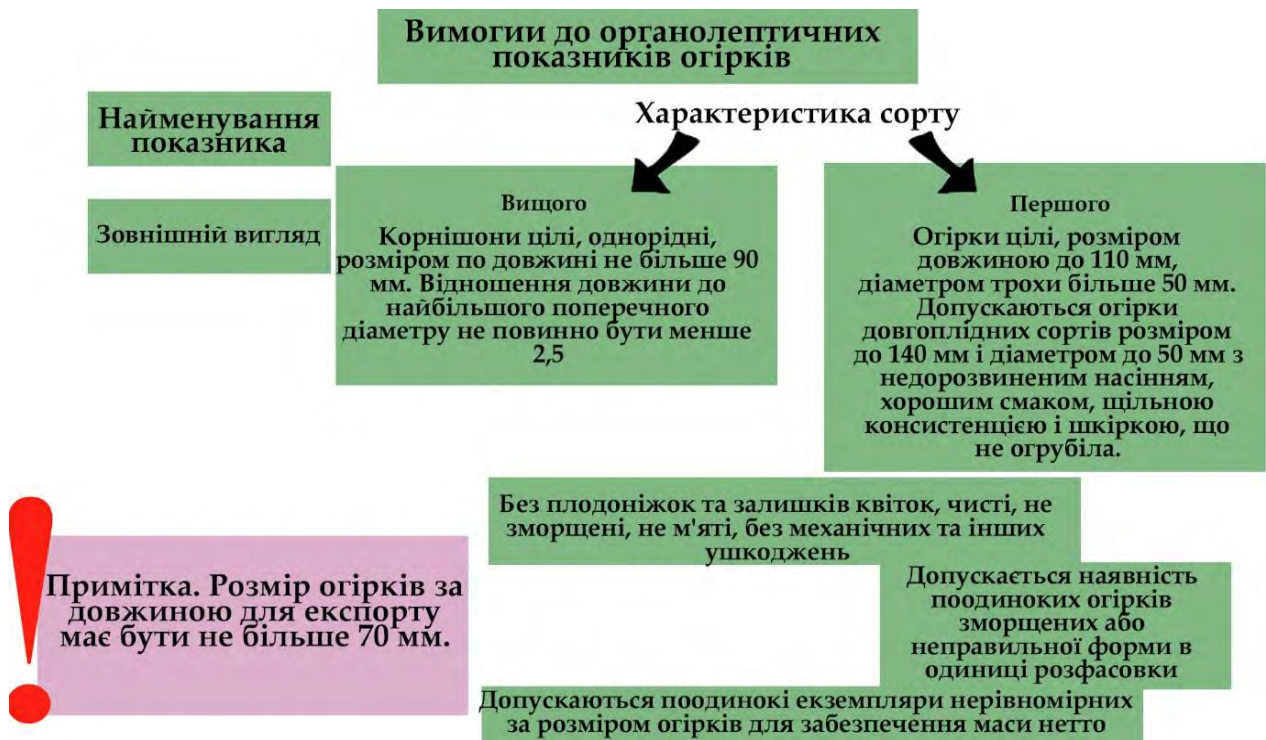 Вимогии до органолептичних
показників огірків
Найменування
показника
Характеристика сорту
Зовнішній вигляд
Вищого
Корнішони цілі, однорідні,
розміром по довжині не більше 90
мм. Відношення довжини до
найбільшого поперечного
діаметру не повинно бути менше
2,5
Першого
Огірки цілі, розміром
довжиною до 110 мм,
діаметром трохи більше 50 мм.
Допускаються огірки
довгоплідних сортів розміром
до 140 мм і діаметром до 50 мм з
недорозвиненим насінням,
хорошим смаком, щільною
консистенцією і шкіркою, що
не огрубіла.
Без плодоніжок та залишків квіток, чисті, не
зморщені, не м'яті, без механічних та інших
ушкоджень
Примітка. Розмір огірків за
довжиною для експорту
має бути не більше 70 мм.
Допускається наявність
поодиноких огірків
зморщених або
неправильної форми в
одиниці розфасовки
Допускаються поодинокі екземпляри нерівномірних
за розміром огірків для забезпечення маси нетто